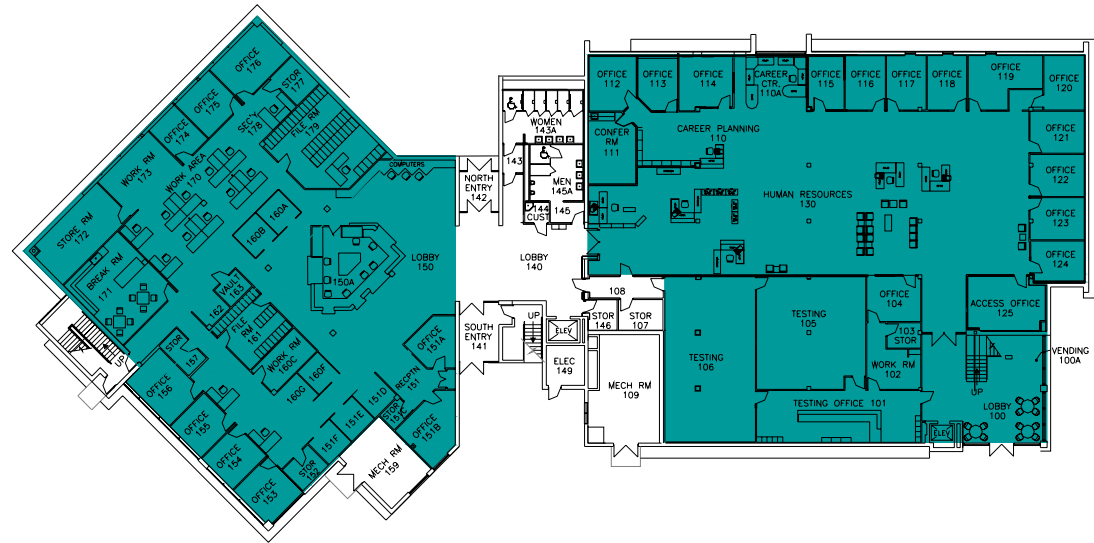 OFFICE
176
STOR
177
OFFICE
175
OFFICE
174
SEC'Y
178
FILE RM
179
WORK RM
173
WORK AREA
170
STORE RM
172
BREAK RM
171
160A
160B
VAULT
163
162
FILE
RM
161
WORK RM
160C
160F
160G
STOR
157
UP
OFFICE
156
OFFICE
155
OFFICE
154
OFFICE
153
STOR
152
151F
151E
151D
STOR
151C
RECPTN
151
OFFICE
151A
OFFICE
151B
MECH RM
159
COMPUTERS
LOBBY
150
150A
NORTH
ENTRY
142
SOUTH
ENTRY
141
WOMEN
143A
143
MEN
145A
144
CUST
145
LOBBY
140
UP
ELEV
ELEC
149
108
STOR
146
STOR
107
MECH RM
109
OFFICE
112
OFFICE
113
OFFICE
114
CAREER
CTR.
110A
OFFICE
115
OFFICE
116
OFFICE
117
OFFICE
118
OFFICE
119
OFFICE
120
CONFER
RM
111
CAREER PLANNING
110
HUMAN RESOURCES
130
OFFICE
121
OFFICE
122
OFFICE
123
OFFICE
124
ACCESS OFFICE
125
TESTING
106
TESTING
105
OFFICE
104
103
STOR
WORK RM
102
TESTING OFFICE 101
VENDING
100A
UP
LOBBY
100
ELEV